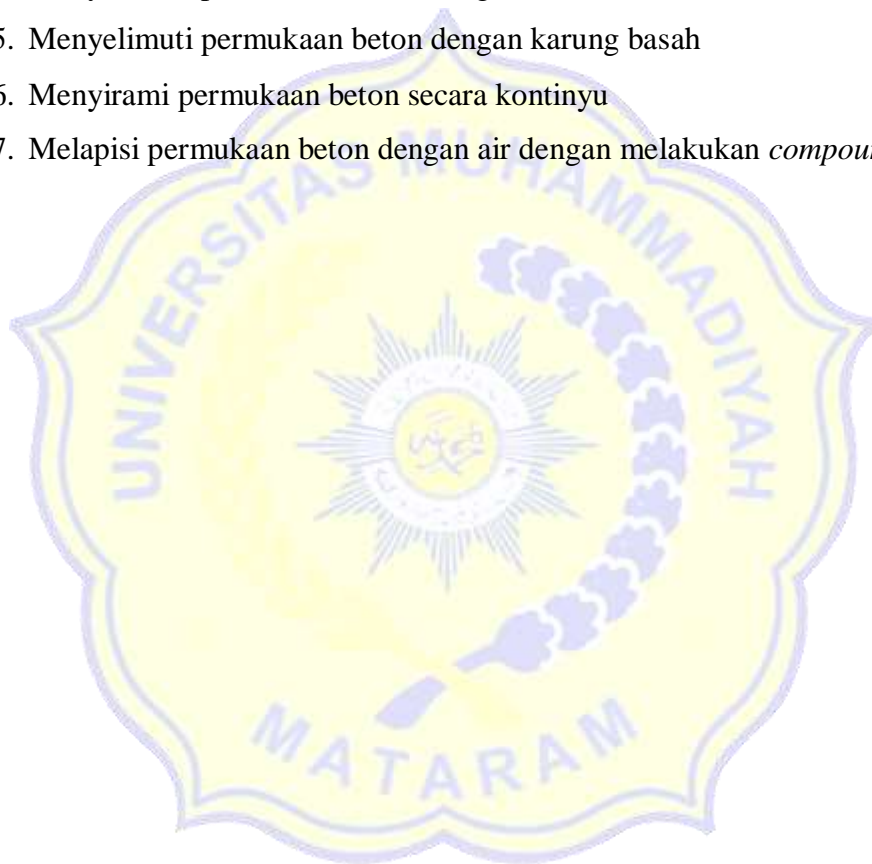 5. Menyelimuti permukaan beton dengan karung basah
6. Menyirami permukaan beton secara kontinyu
7. Melapisi permukaan beton dengan air dengan melakukan
UNIVERSITAS MUHAMMADIYAH
MATARAM